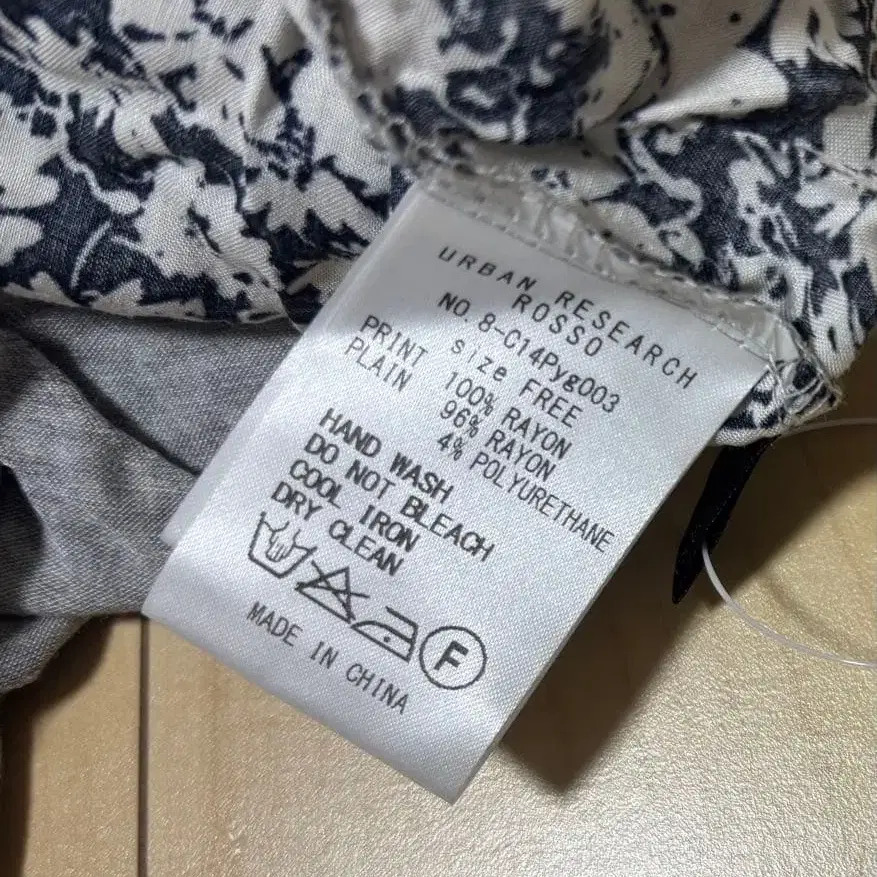 URBAN RESEARCH
ROSSO
NO. 8-C14Pyg003
size FREE
PRINT 100% RAYON
PLAIN 96% RAYON
4% POLYURETHANE
HAND WASH
DO NOT BLEACH
COOL IRON
DRY CLEAN
F
MADE IN CHINA